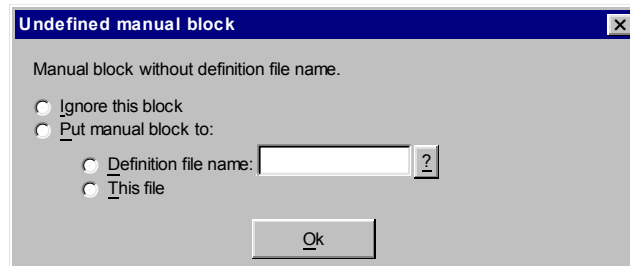 Undefined manual block
Manual block without definition file name.
Ignore this block
Put manual block to:
Definition file name: ?
This file
Ok